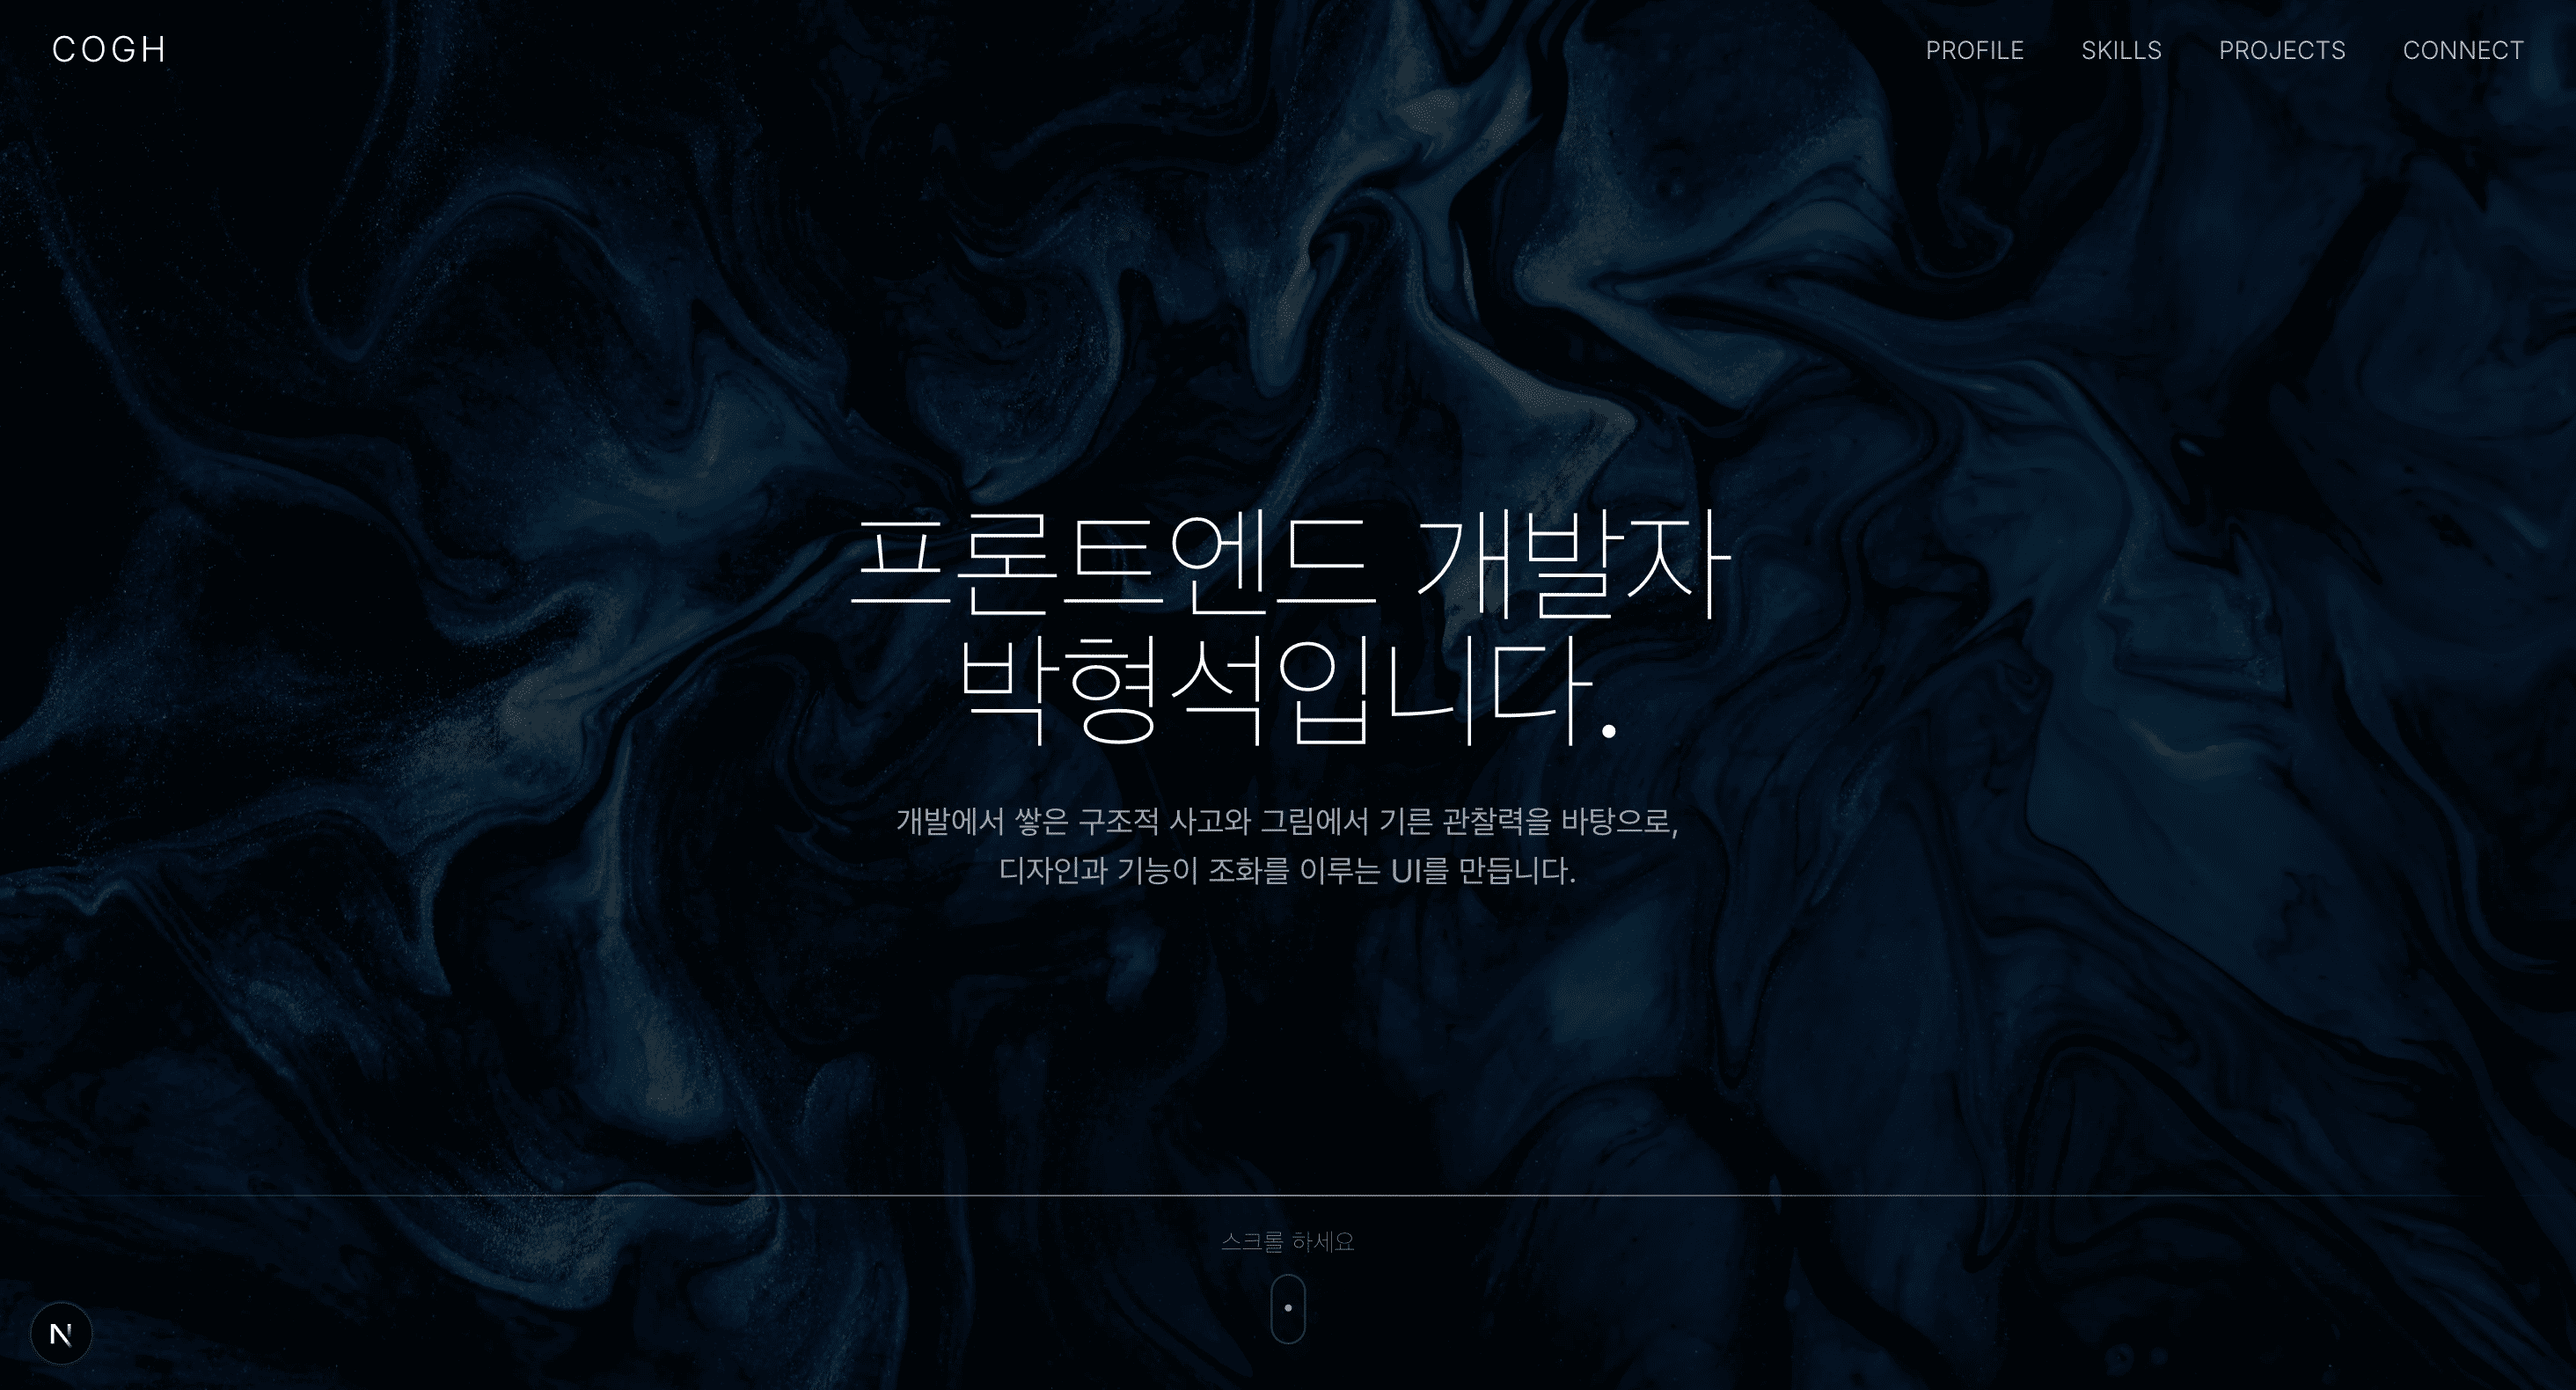 COGH
PROFILE SKILLS PROJECTS CONNECT
프론트엔드 개발자
박형석입니다.
개발에서 쌓은 구조적 사고와 그림에서 기른 관찰력을 바탕으로,
디자인과 기능이 조화를 이루는 UI를 만듭니다.
스크롤 하세요
N